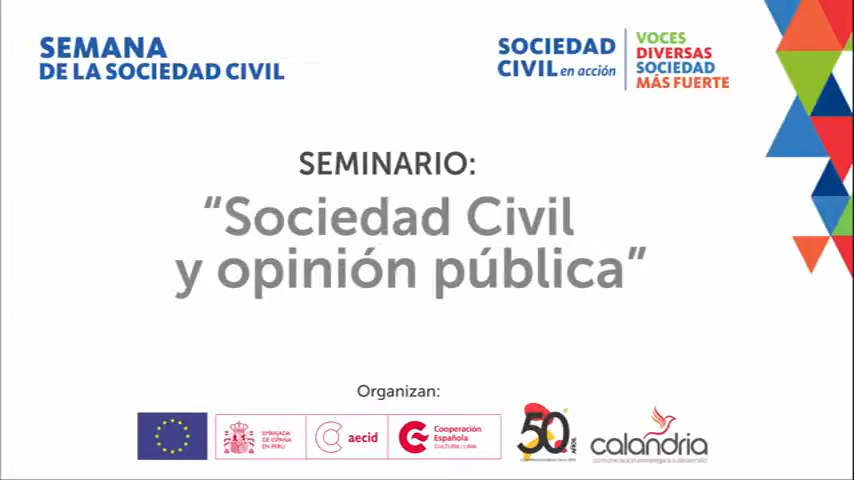 SEMANA
DE LA SOCIEDAD CIVIL
SOCIEDAD
CIVIL en acción
VOCES
DIVERSAS
SOCIEDAD
MÁS FUERTE
SEMINARIO:
“Sociedad Civil
y opinión pública”
Organizan:
EMBAJADA
DE ESPAÑA
EN PERÚ
aecid
Cooperación
Española
CULTURA / LIMA
50
AÑOS
calandria